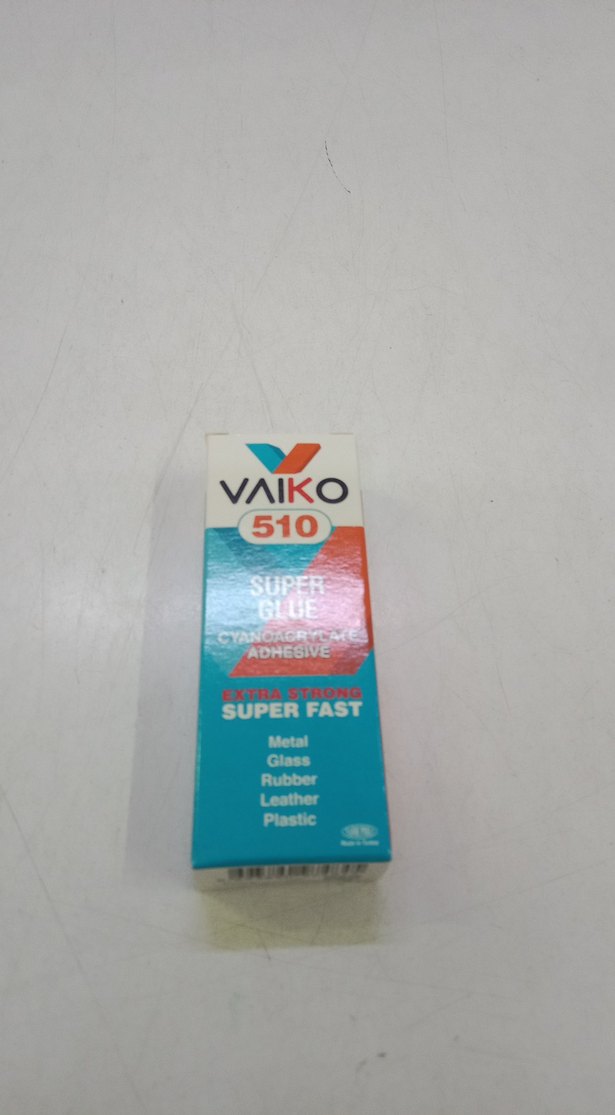 VAIKO
510
SUPER
GLUE
CYANOACRYLATE
ADHESIVE
EXTRA STRONG
SUPER FAST
Metal
Glass
Rubber
Leather
Plastic